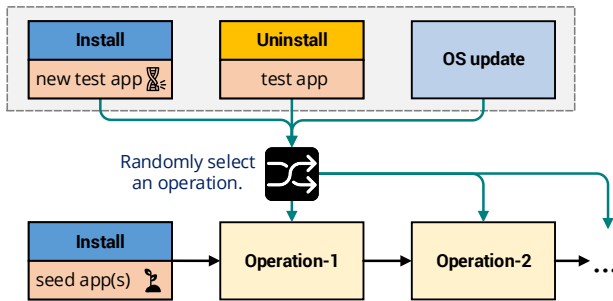 Install
new test app
Uninstall
test app
OS update
Randomly select
an operation.
Install
seed app(s)
Operation-1
Operation-2
...